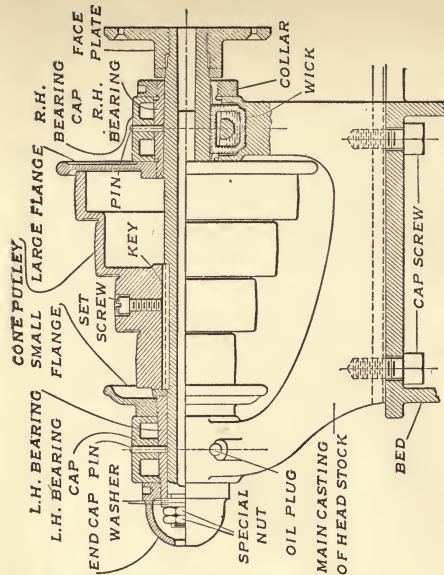 CONE PULLEY
LARGE FLANGE
SMALL
FLANGE
L.H. BEARING
L.H. BEARING
CAP
END CAP PIN
WASHER
SET
SCREW
KEY
PIN
R.H.
BEARING
CAP FACE
PLATE
R.H.
BEARING
COLLAR
WICK
SPECIAL
NUT
OIL PLUG
MAIN CASTING
OF HEAD STOCK
BED
CAP SCREW